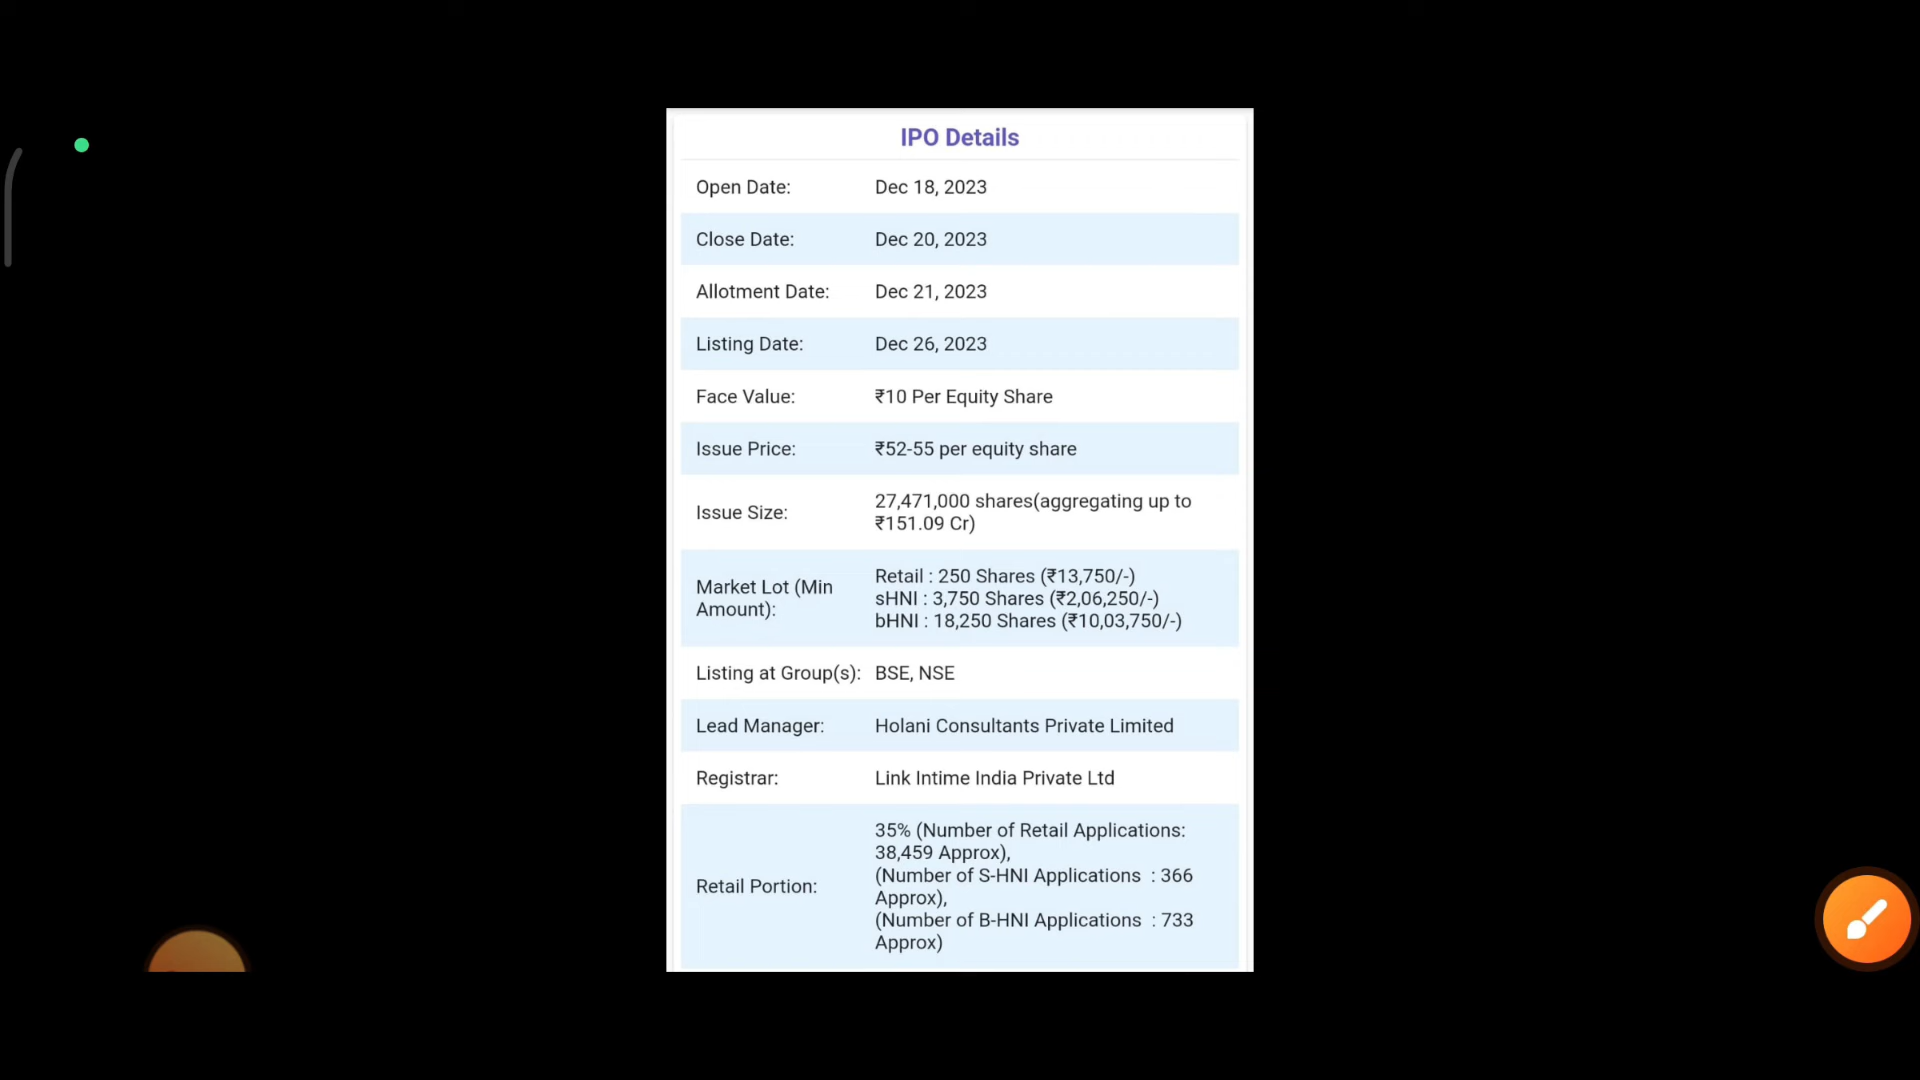 IPO Details
Open Date: Dec 18, 2023
Close Date: Dec 20, 2023
Allotment Date: Dec 21, 2023
Listing Date: Dec 26, 2023
Face Value: ₹10 Per Equity Share
Issue Price: ₹52-55 per equity share
Issue Size: 27,471,000 shares(aggregating up to
₹151.09 Cr)
Market Lot (Min
Amount):
Retail : 250 Shares (₹13,750/-)
sHNI : 3,750 Shares (₹2,06,250/-)
bHNI : 18,250 Shares (₹10,03,750/-)
Listing at Group(s): BSE, NSE
Lead Manager: Holani Consultants Private Limited
Registrar: Link Intime India Private Ltd
Retail Portion:
35% (Number of Retail Applications:
38,459 Approx),
(Number of S-HNI Applications : 366
Approx),
(Number of B-HNI Applications : 733
Approx)